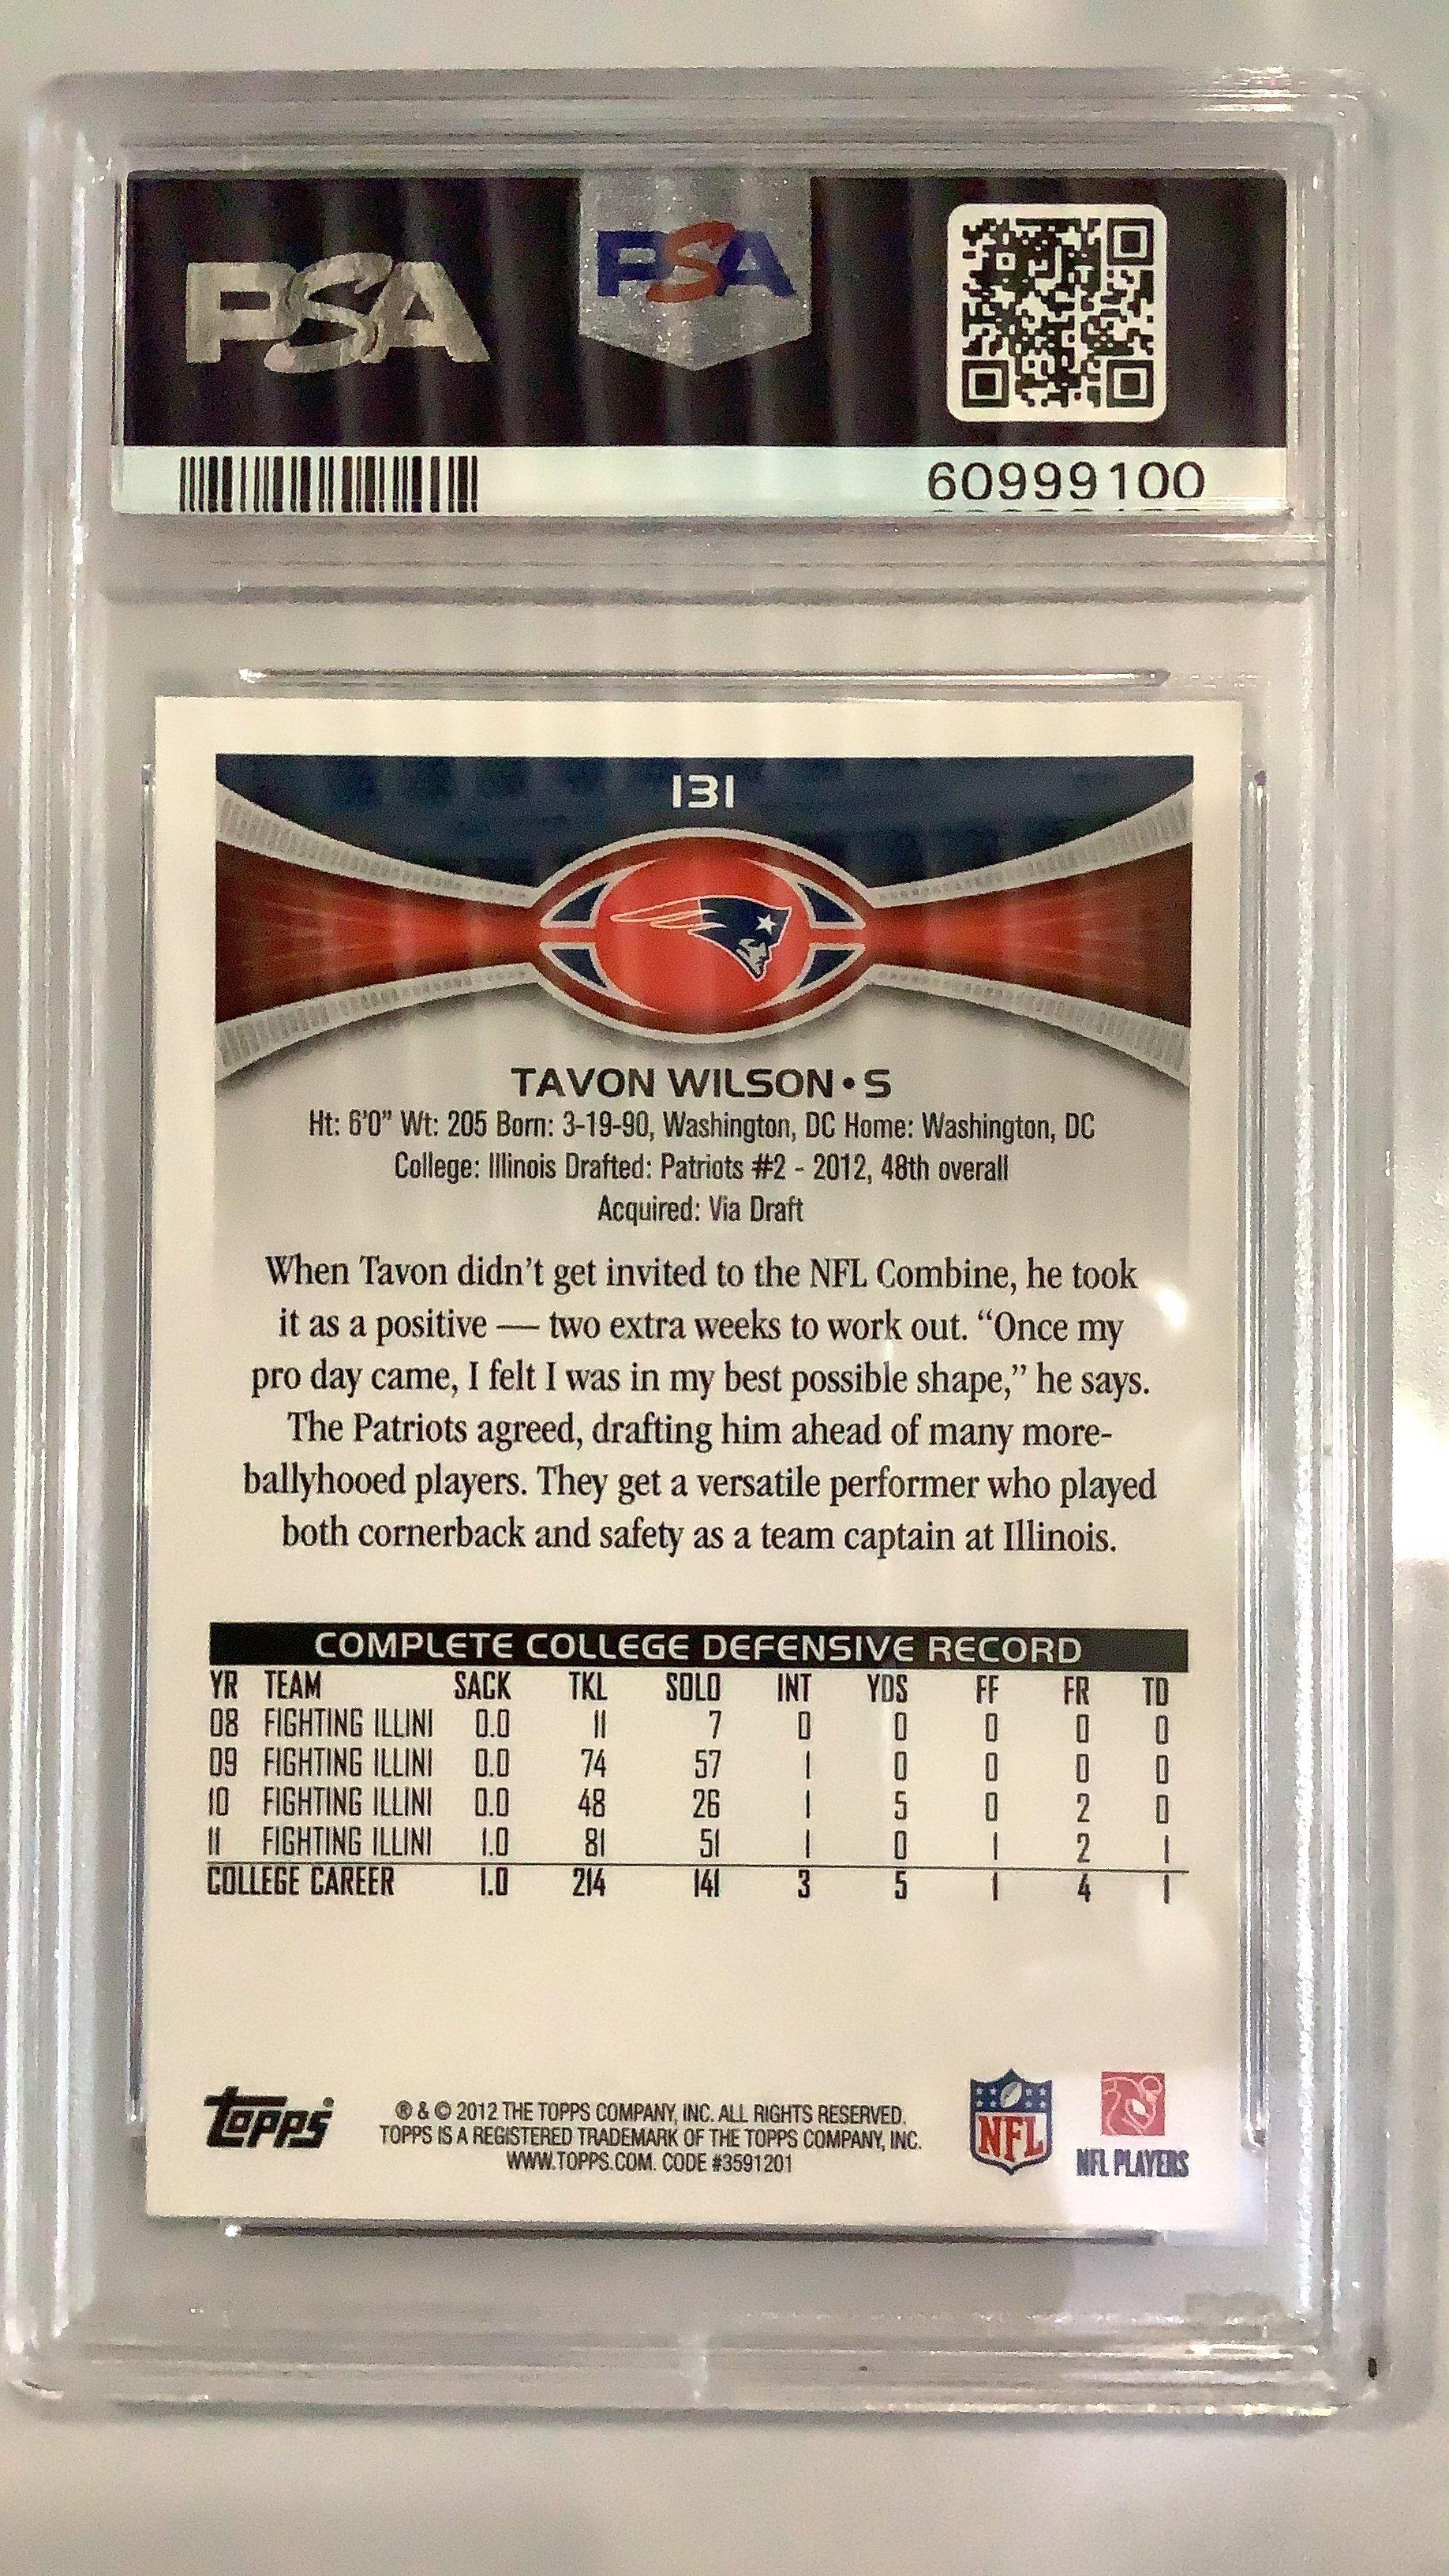 PSA
PSA
60999100
131
TAVON WILSON • S
Ht: 6'0" Wt: 205 Born: 3-19-90, Washington, DC Home: Washington, DC
College: Illinois Drafted: Patriots #2 - 2012, 48th overall
Acquired: Via Draft
When Tavon didn't get invited to the NFL Combine, he took
it as a positive — two extra weeks to work out. “Once my
pro day came, I felt I was in my best possible shape,” he says.
The Patriots agreed, drafting him ahead of many more-
ballyhooed players. They get a versatile performer who played
both cornerback and safety as a team captain at Illinois.
COMPLETE COLLEGE DEFENSIVE RECORD
YR TEAM SACK TKL SOLO INT YDS FF FR TD
08 FIGHTING ILLINI 0.0 11 7 0 0 0 0 0
09 FIGHTING ILLINI 0.0 74 57 1 0 0 0 0
10 FIGHTING ILLINI 0.0 48 26 1 5 0 2 0
11 FIGHTING ILLINI 1.0 81 51 1 0 1 2 1
COLLEGE CAREER 1.0 214 141 3 5 1 4 1
topps
® & © 2012 THE TOPPS COMPANY, INC. ALL RIGHTS RESERVED.
TOPPS IS A REGISTERED TRADEMARK OF THE TOPPS COMPANY, INC.
WWW.TOPPS.COM. CODE #3591201
NFL
NFL PLAYERS